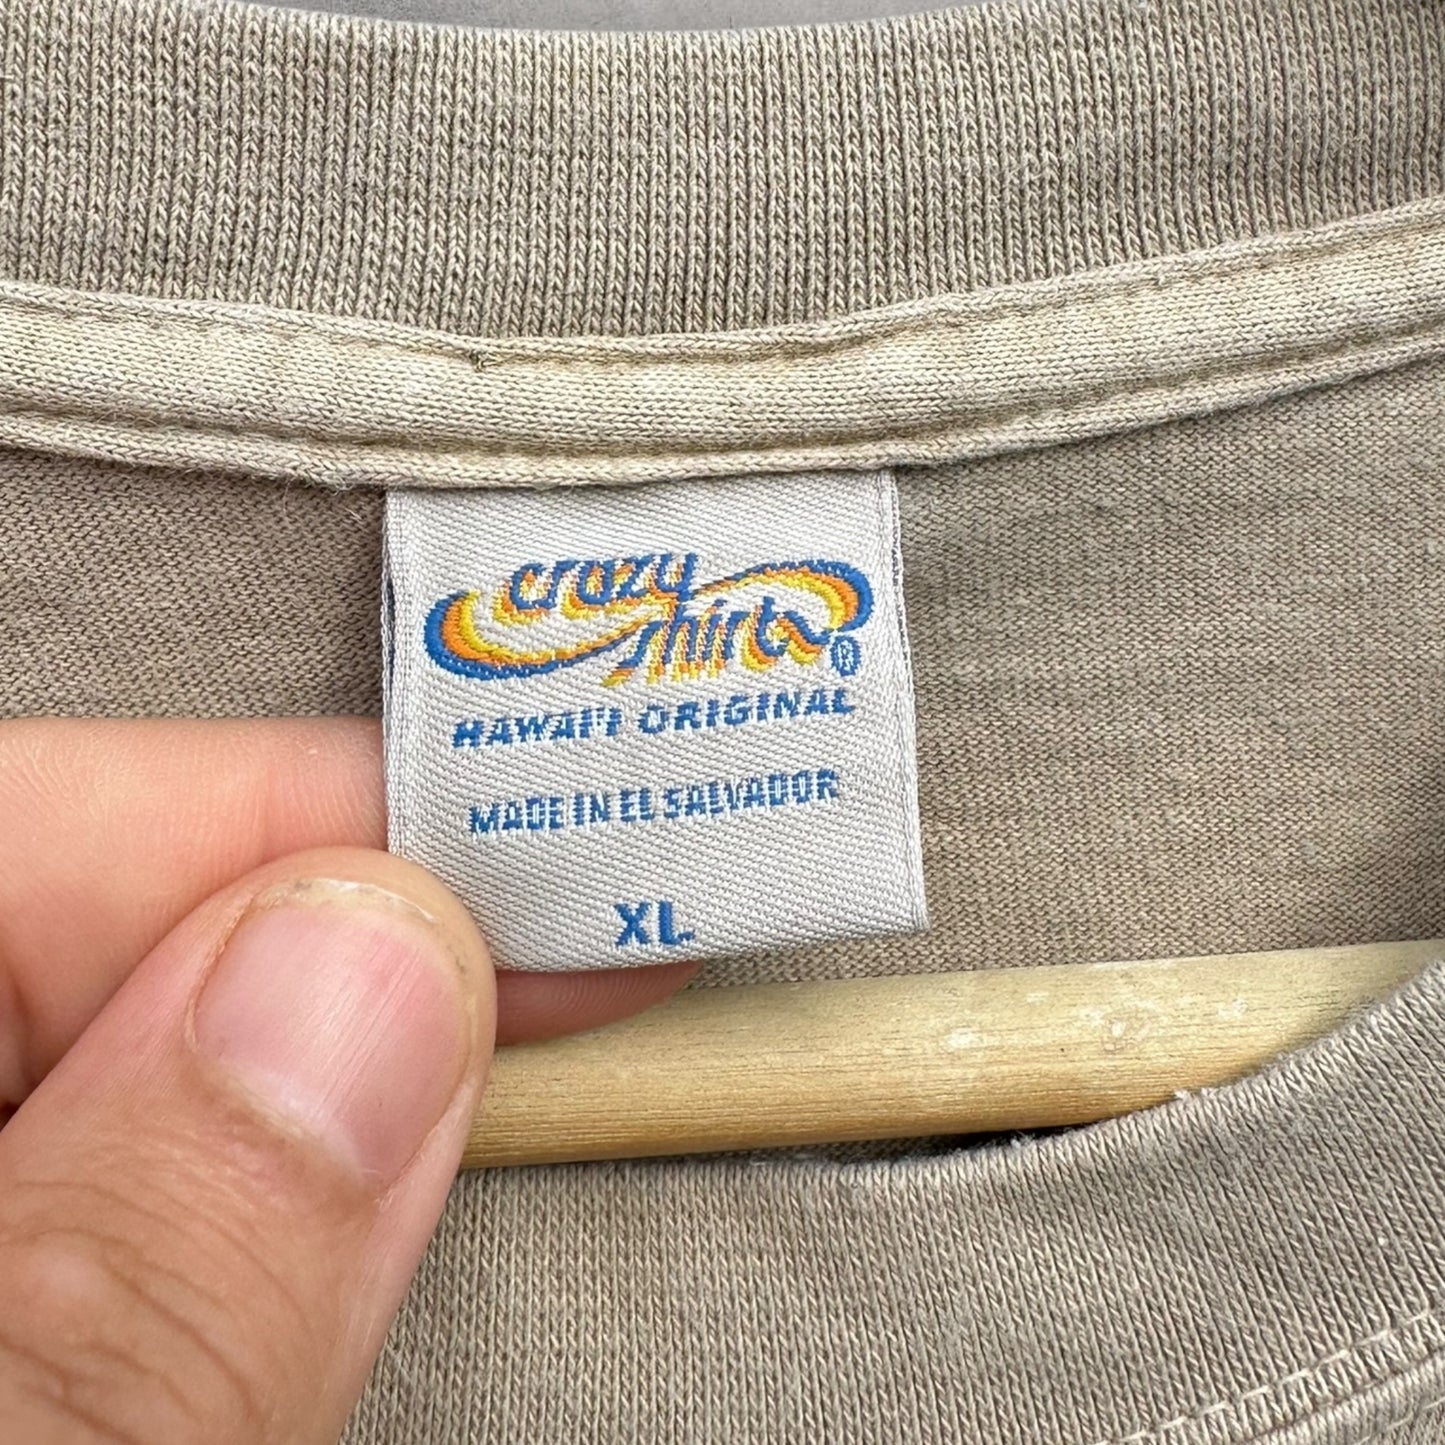 crazy
shirts®
HAWAI'I ORIGINAL
MADE IN EL SALVADOR
XL